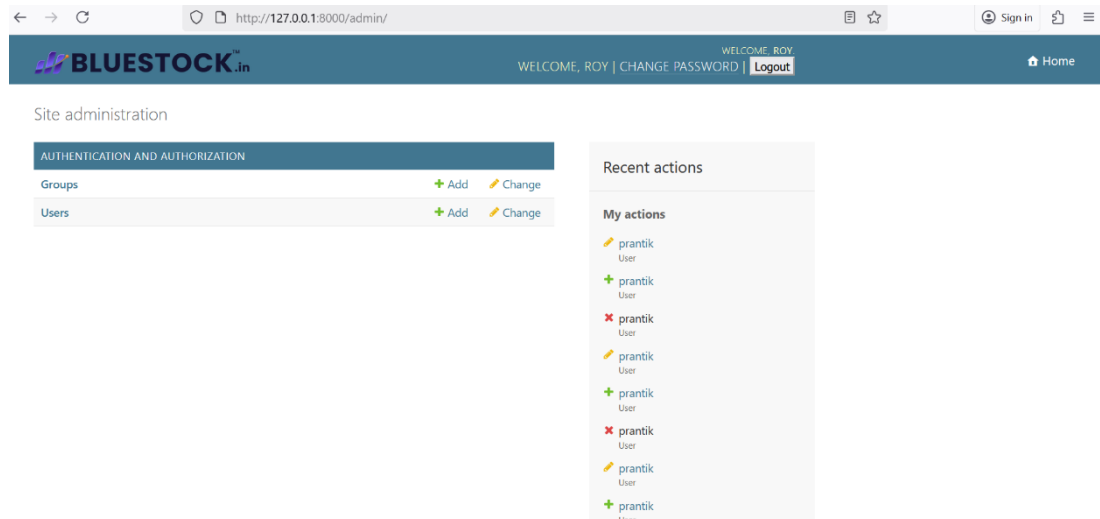 http://127.0.0.1:8000/admin/
Sign in
BLUESTOCK™.in
WELCOME, ROY.
WELCOME, ROY | CHANGE PASSWORD | Logout
Home
Site administration
AUTHENTICATION AND AUTHORIZATION
Groups + Add Change
Users + Add Change
Recent actions
My actions
prantik
User
+ prantik
User
✖ prantik
User
prantik
User
+ prantik
User
✖ prantik
User
prantik
User
+ prantik